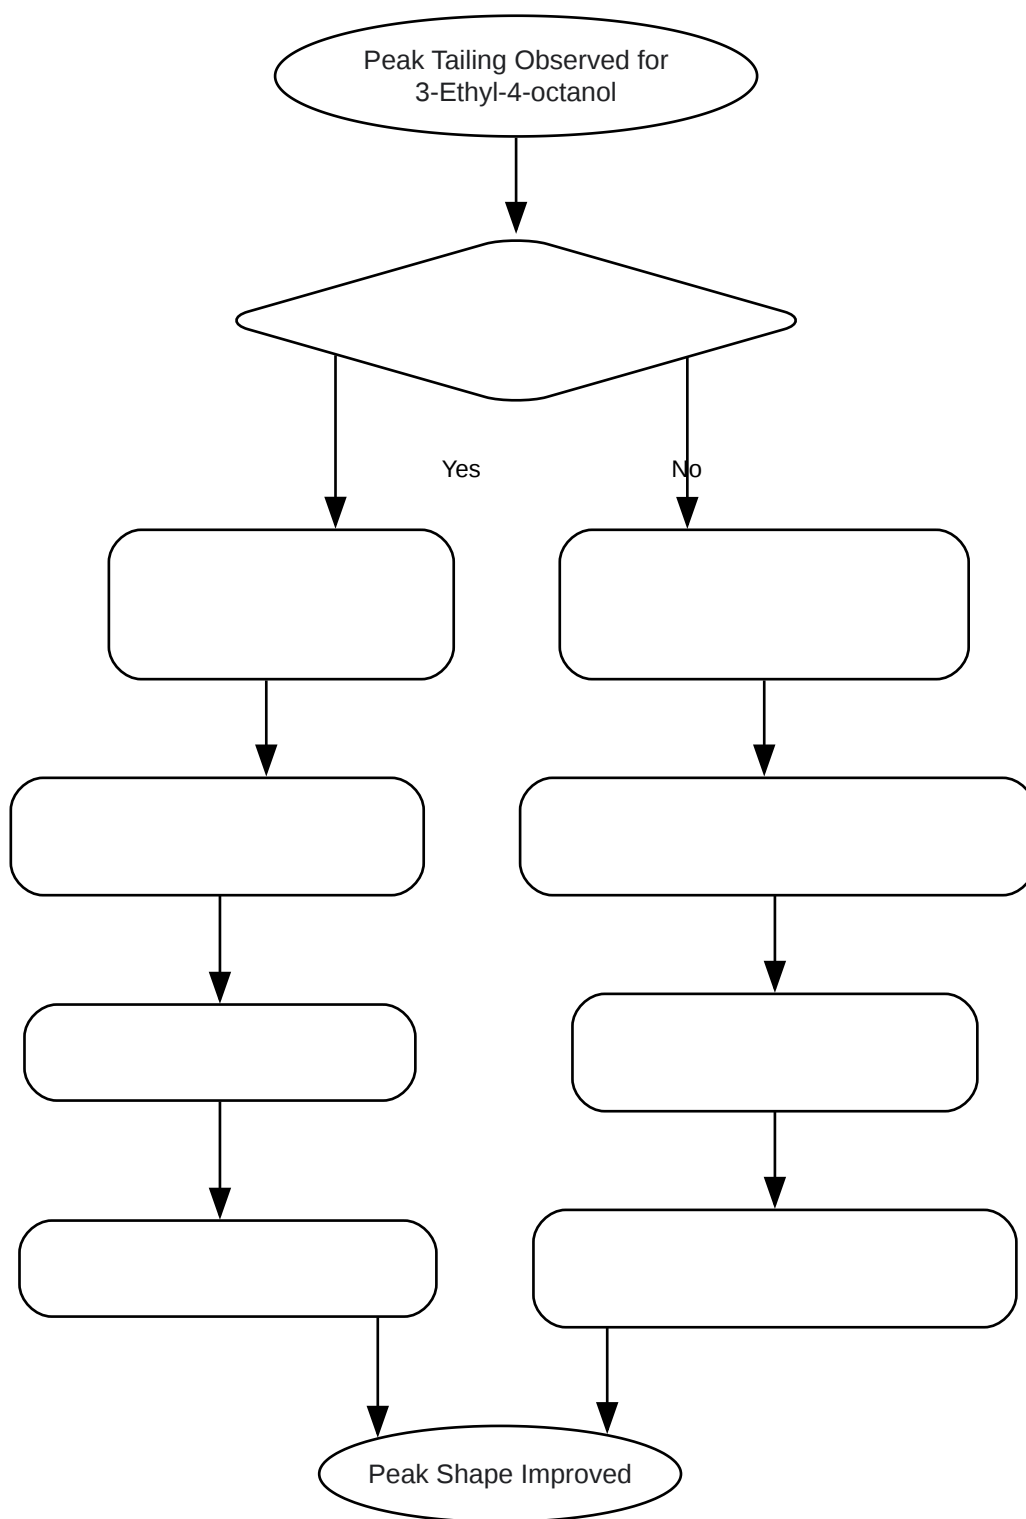 Peak Tailing Observed for
3-Ethyl-4-octanol
Yes
No
Peak Shape Improved